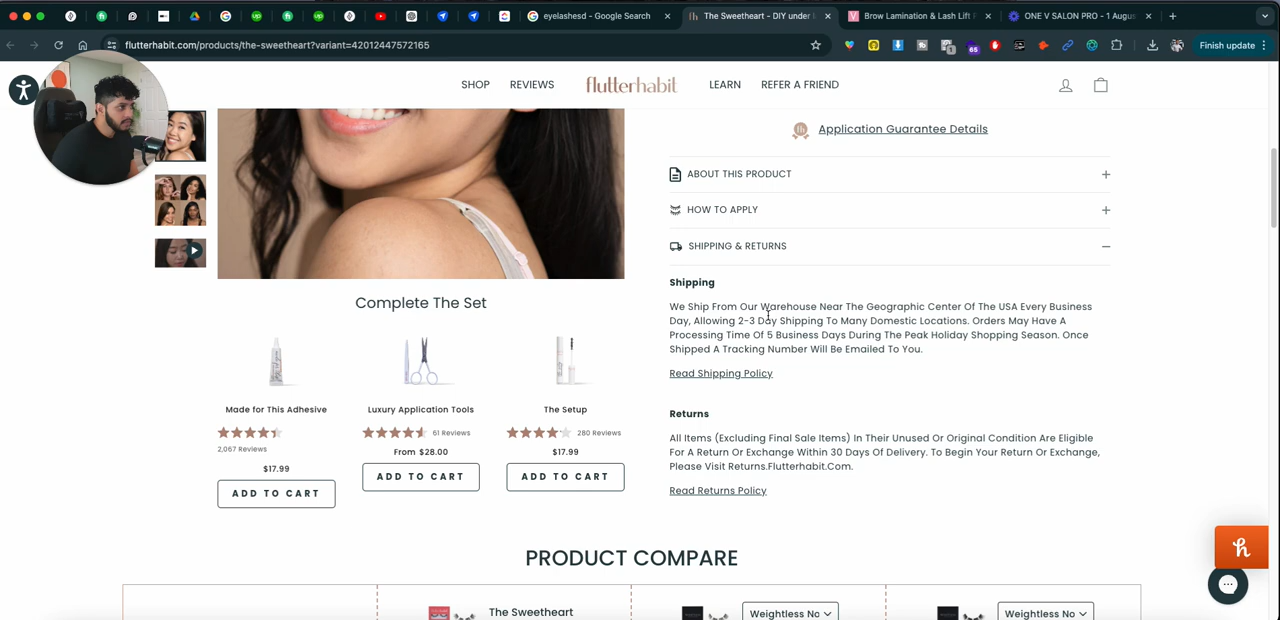 eyelashesd - Google Search
The Sweetheart - DIY under
Brow Lamination & Lash Lift F
ONE V SALON PRO - 1 Augus
flutterhabit.com/products/the-sweetheart?variant=42012447572165
65
Finish update
SHOP
REVIEWS
flutterhabit
LEARN
REFER A FRIEND
Application Guarantee Details
ABOUT THIS PRODUCT
HOW TO APPLY
SHIPPING & RETURNS
Shipping
We Ship From Our Warehouse Near The Geographic Center Of The USA Every Business
Day, Allowing 2-3 Day Shipping To Many Domestic Locations. Orders May Have A
Processing Time Of 5 Business Days During The Peak Holiday Shopping Season. Once
Shipped A Tracking Number Will Be Emailed To You.
Read Shipping Policy
Returns
All Items (Excluding Final Sale Items) In Their Unused Or Original Condition Are Eligible
For A Return Or Exchange Within 30 Days Of Delivery. To Begin Your Return Or Exchange,
Please Visit Returns.Flutterhabit.Com.
Read Returns Policy
Complete The Set
Made for This Adhesive
2,067 Reviews
$17.99
ADD TO CART
Luxury Application Tools
61 Reviews
From $28.00
ADD TO CART
The Setup
280 Reviews
$17.99
ADD TO CART
PRODUCT COMPARE
The Sweetheart
Weightless No
Weightless No